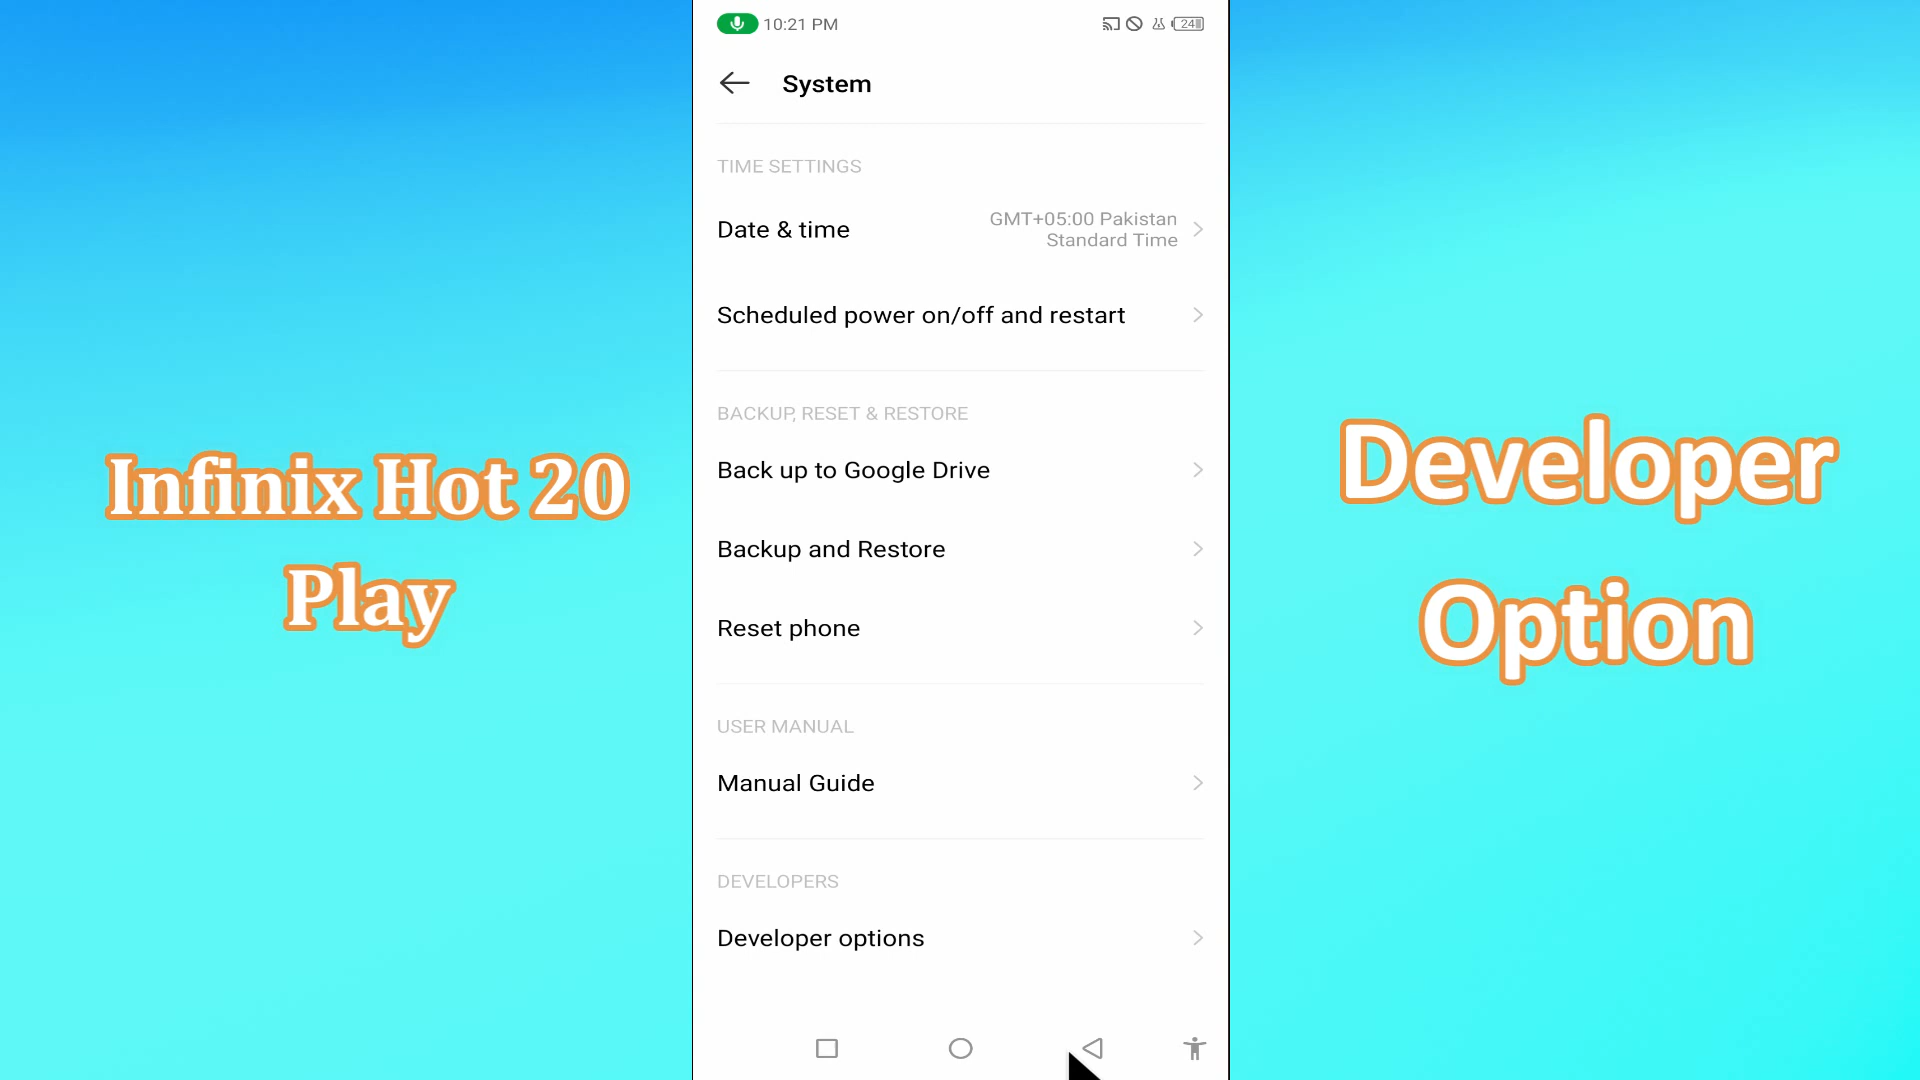 10:21 PM
24
System
TIME SETTINGS
Date & time
GMT+05:00 Pakistan
Standard Time
Scheduled power on/off and restart
BACKUP, RESET & RESTORE
Back up to Google Drive
Backup and Restore
Reset phone
USER MANUAL
Manual Guide
DEVELOPERS
Developer options
Infinix Hot 20
Play
Developer
Option